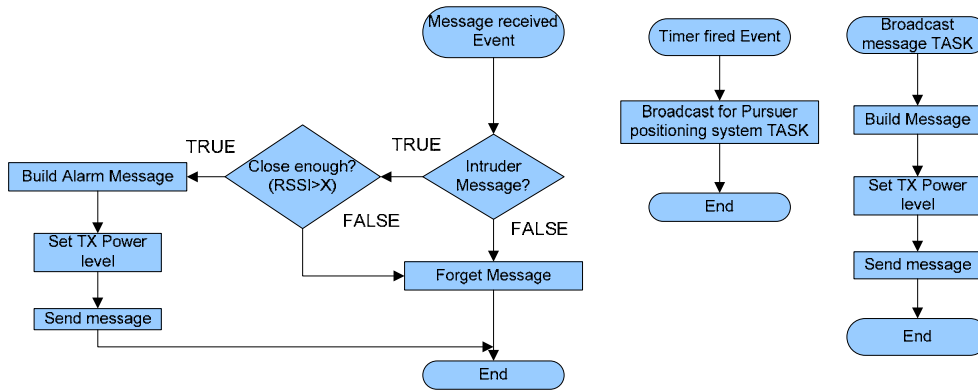 Message received
Event
TRUE
Close enough?
(RSSI>X)
TRUE
Intruder
Message?
Build Alarm Message
FALSE
FALSE
Set TX Power
level
Forget Message
Send message
End
Timer fired Event
Broadcast for Pursuer
positioning system TASK
End
Broadcast
message TASK
Build Message
Set TX Power
level
Send message
End